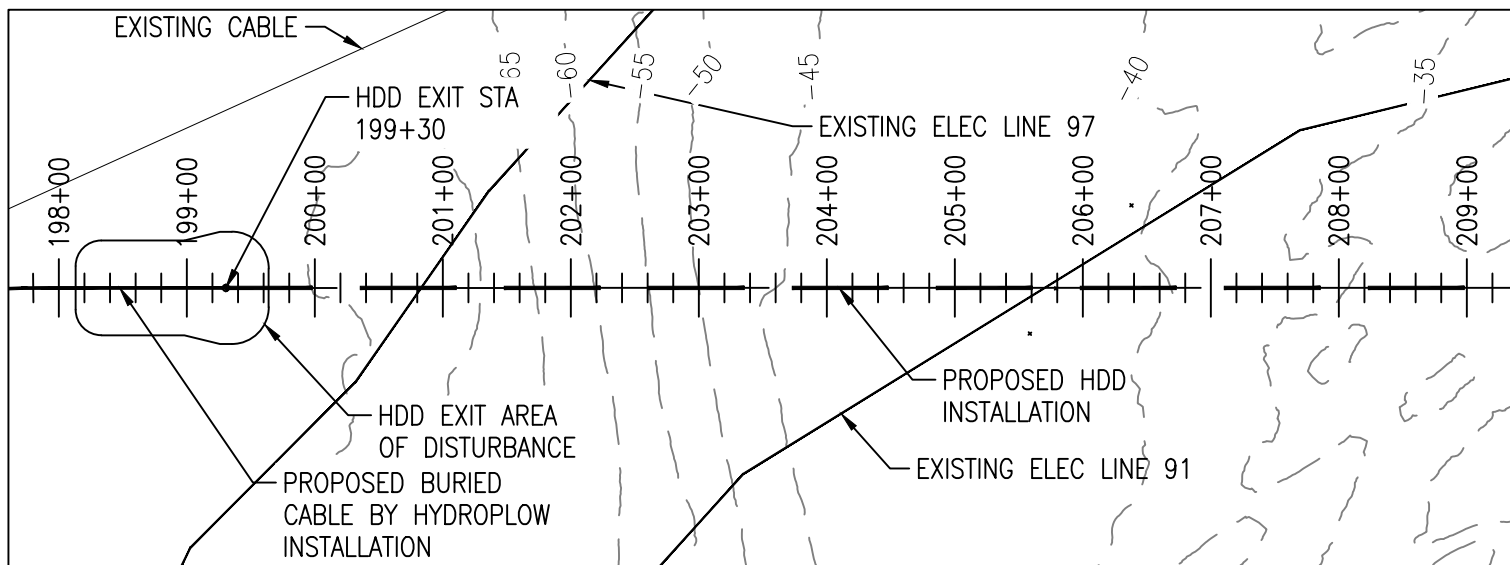 EXISTING CABLE
HDD EXIT STA
199+30
-65
-60
-55
-50
-45
-40
-35
EXISTING ELEC LINE 97
198+00
199+00
200+00
201+00
202+00
203+00
204+00
205+00
206+00
207+00
208+00
209+00
HDD EXIT AREA
OF DISTURBANCE
PROPOSED HDD
INSTALLATION
EXISTING ELEC LINE 91
PROPOSED BURIED
CABLE BY HYDROPLOW
INSTALLATION